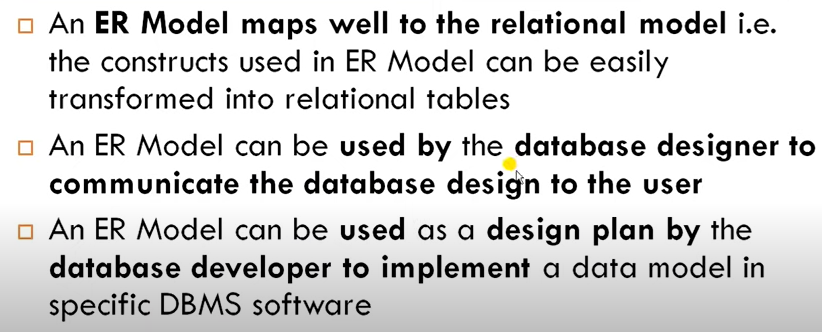 An ER Model maps well to the relational model i.e.
the constructs used in ER Model can be easily
transformed into relational tables
An ER Model can be used by the database designer to
communicate the database design to the user
An ER Model can be used as a design plan by the
database developer to implement a data model in
specific DBMS software